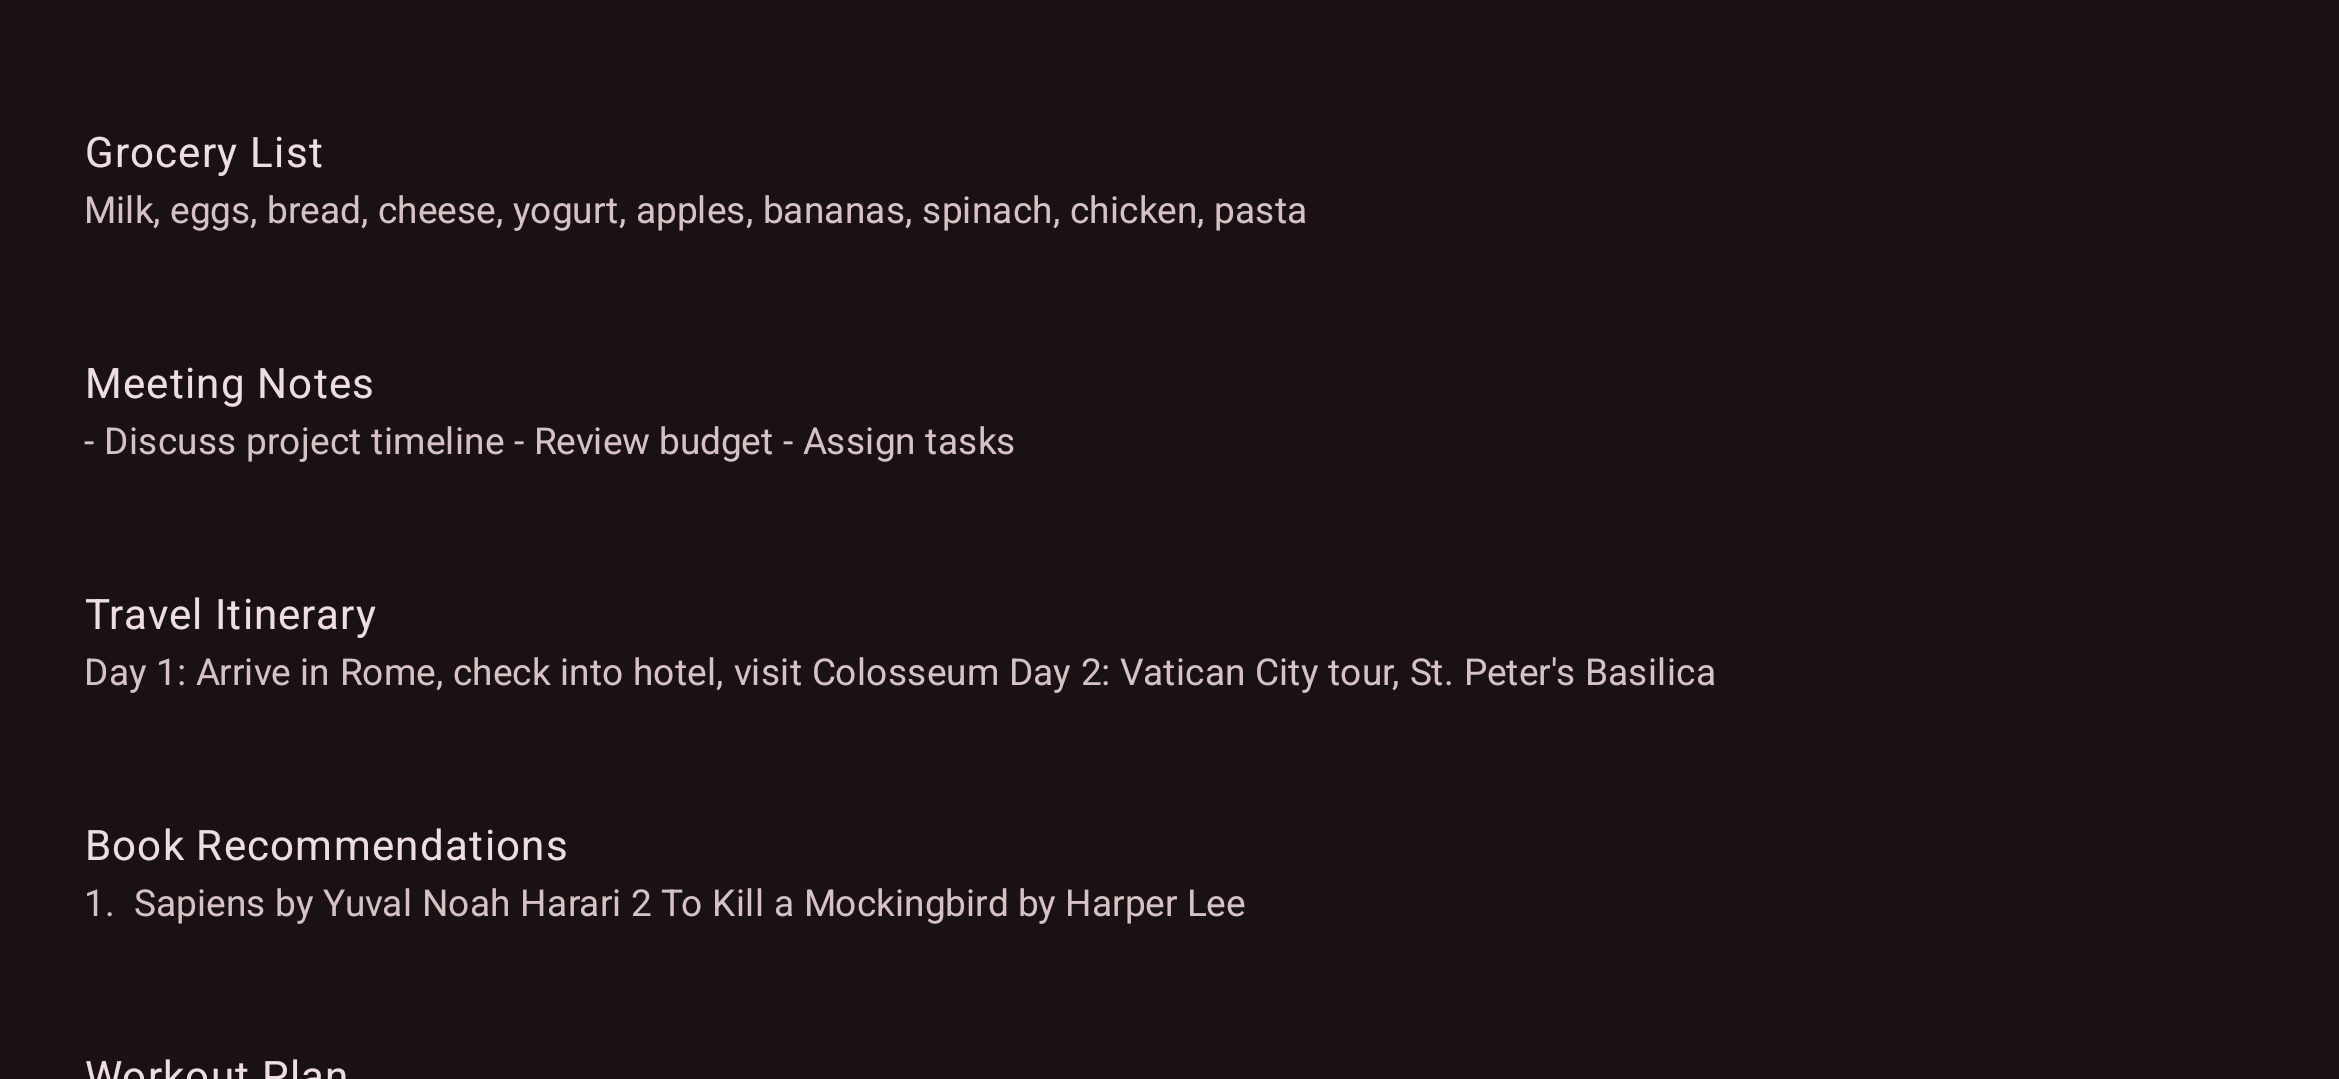 Grocery List
Milk, eggs, bread, cheese, yogurt, apples, bananas, spinach, chicken, pasta
Meeting Notes
- Discuss project timeline - Review budget - Assign tasks
Travel Itinerary
Day 1: Arrive in Rome, check into hotel, visit Colosseum Day 2: Vatican City tour, St. Peter's Basilica
Book Recommendations
1.  Sapiens by Yuval Noah Harari 2 To Kill a Mockingbird by Harper Lee
Workout Plan